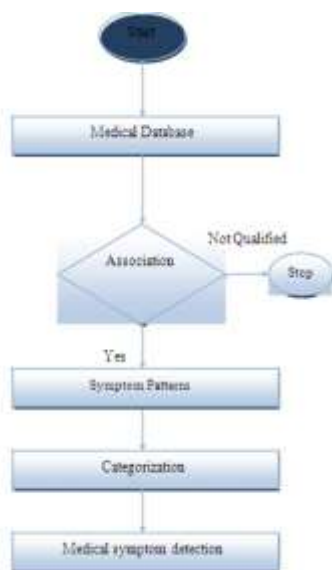 Start
Medical Database
Association
Not Qualified
Stop
Yes
Symptom Patterns
Categorization
Medical symptom detection